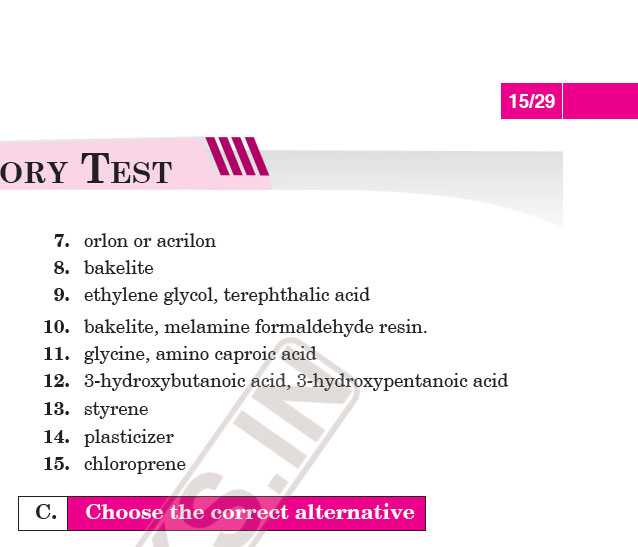 15/29
ORY TEST
7. orlon or acrilon
8. bakelite
9. ethylene glycol, terephthalic acid
10. bakelite, melamine formaldehyde resin.
11. glycine, amino caproic acid
12. 3-hydroxybutanoic acid, 3-hydroxypentanoic acid
13. styrene
14. plasticizer
15. chloroprene
C. Choose the correct alternative
KS.IN